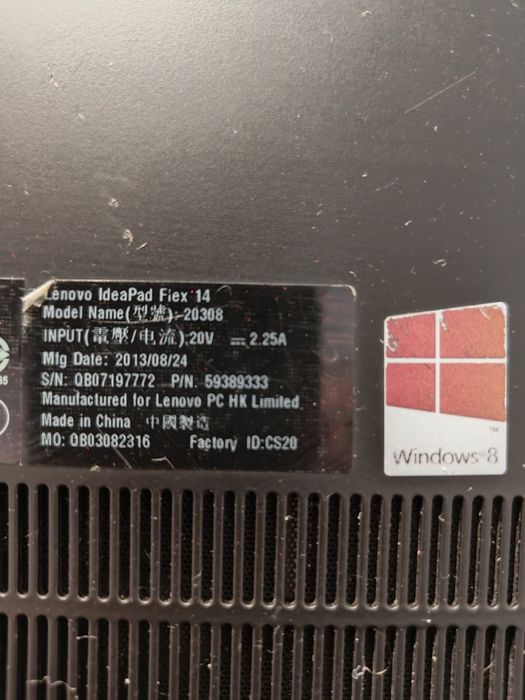 Lenovo IdeaPad Flex 14
Model Name(型號):20308
INPUT(電壓/电流):20V ⎓ 2.25A
Mfg Date: 2013/08/24
S/N: QB07197772 P/N: 59389333
Manufactured for Lenovo PC HK Limited
Made in China 中國製造
MO: QB03082316 Factory ID:CS20
Windows 8
TM